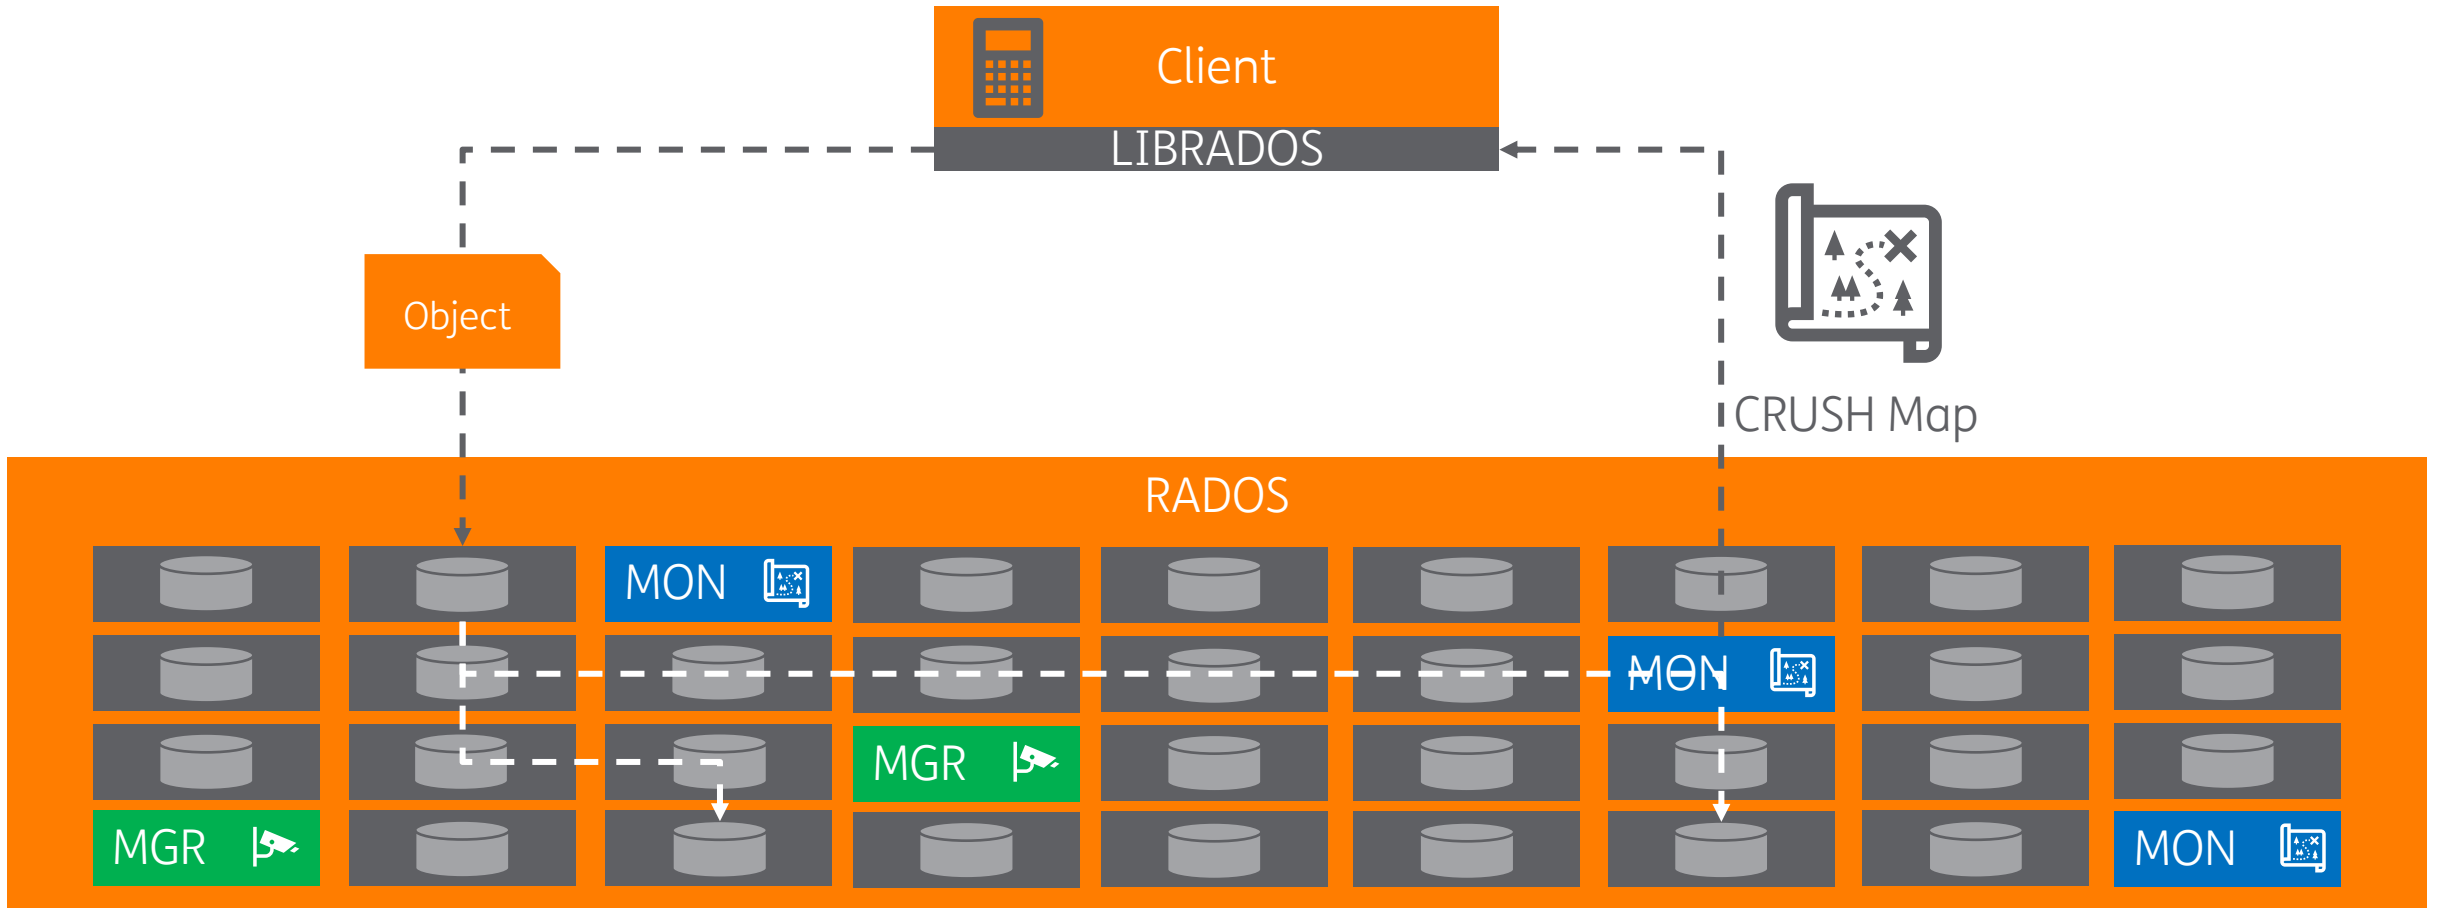 Client
LIBRADOS
Object
CRUSH Map
RADOS
MON
MON
MGR
MGR
MON